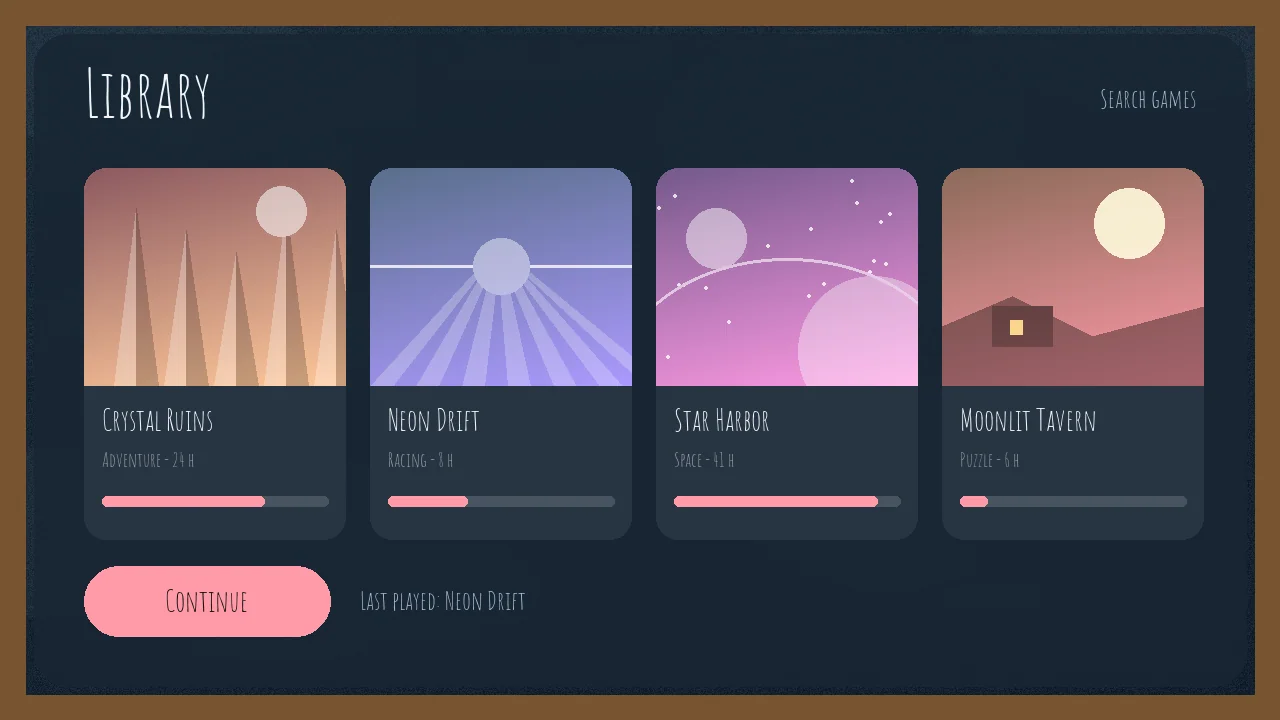 Library
Search games
Crystal Ruins
Adventure - 24 h
Neon Drift
Racing - 8 h
Star Harbor
Space - 41 h
Moonlit Tavern
Puzzle - 6 h
Continue
Last played: Neon Drift